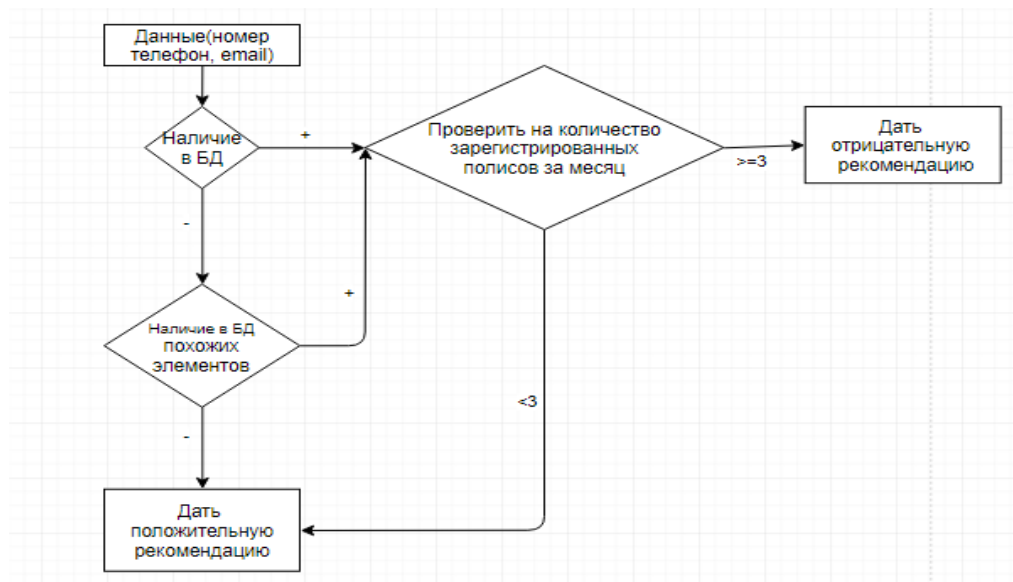 Данные(номер
телефон, email)
Наличие
в БД
+
Проверить на количество
зарегистрированных
полисов за месяц
>=3
Дать
отрицательную
рекомендацию
-
+
Наличие в БД
похожих
элементов
<3
-
Дать
положительную
рекомендацию